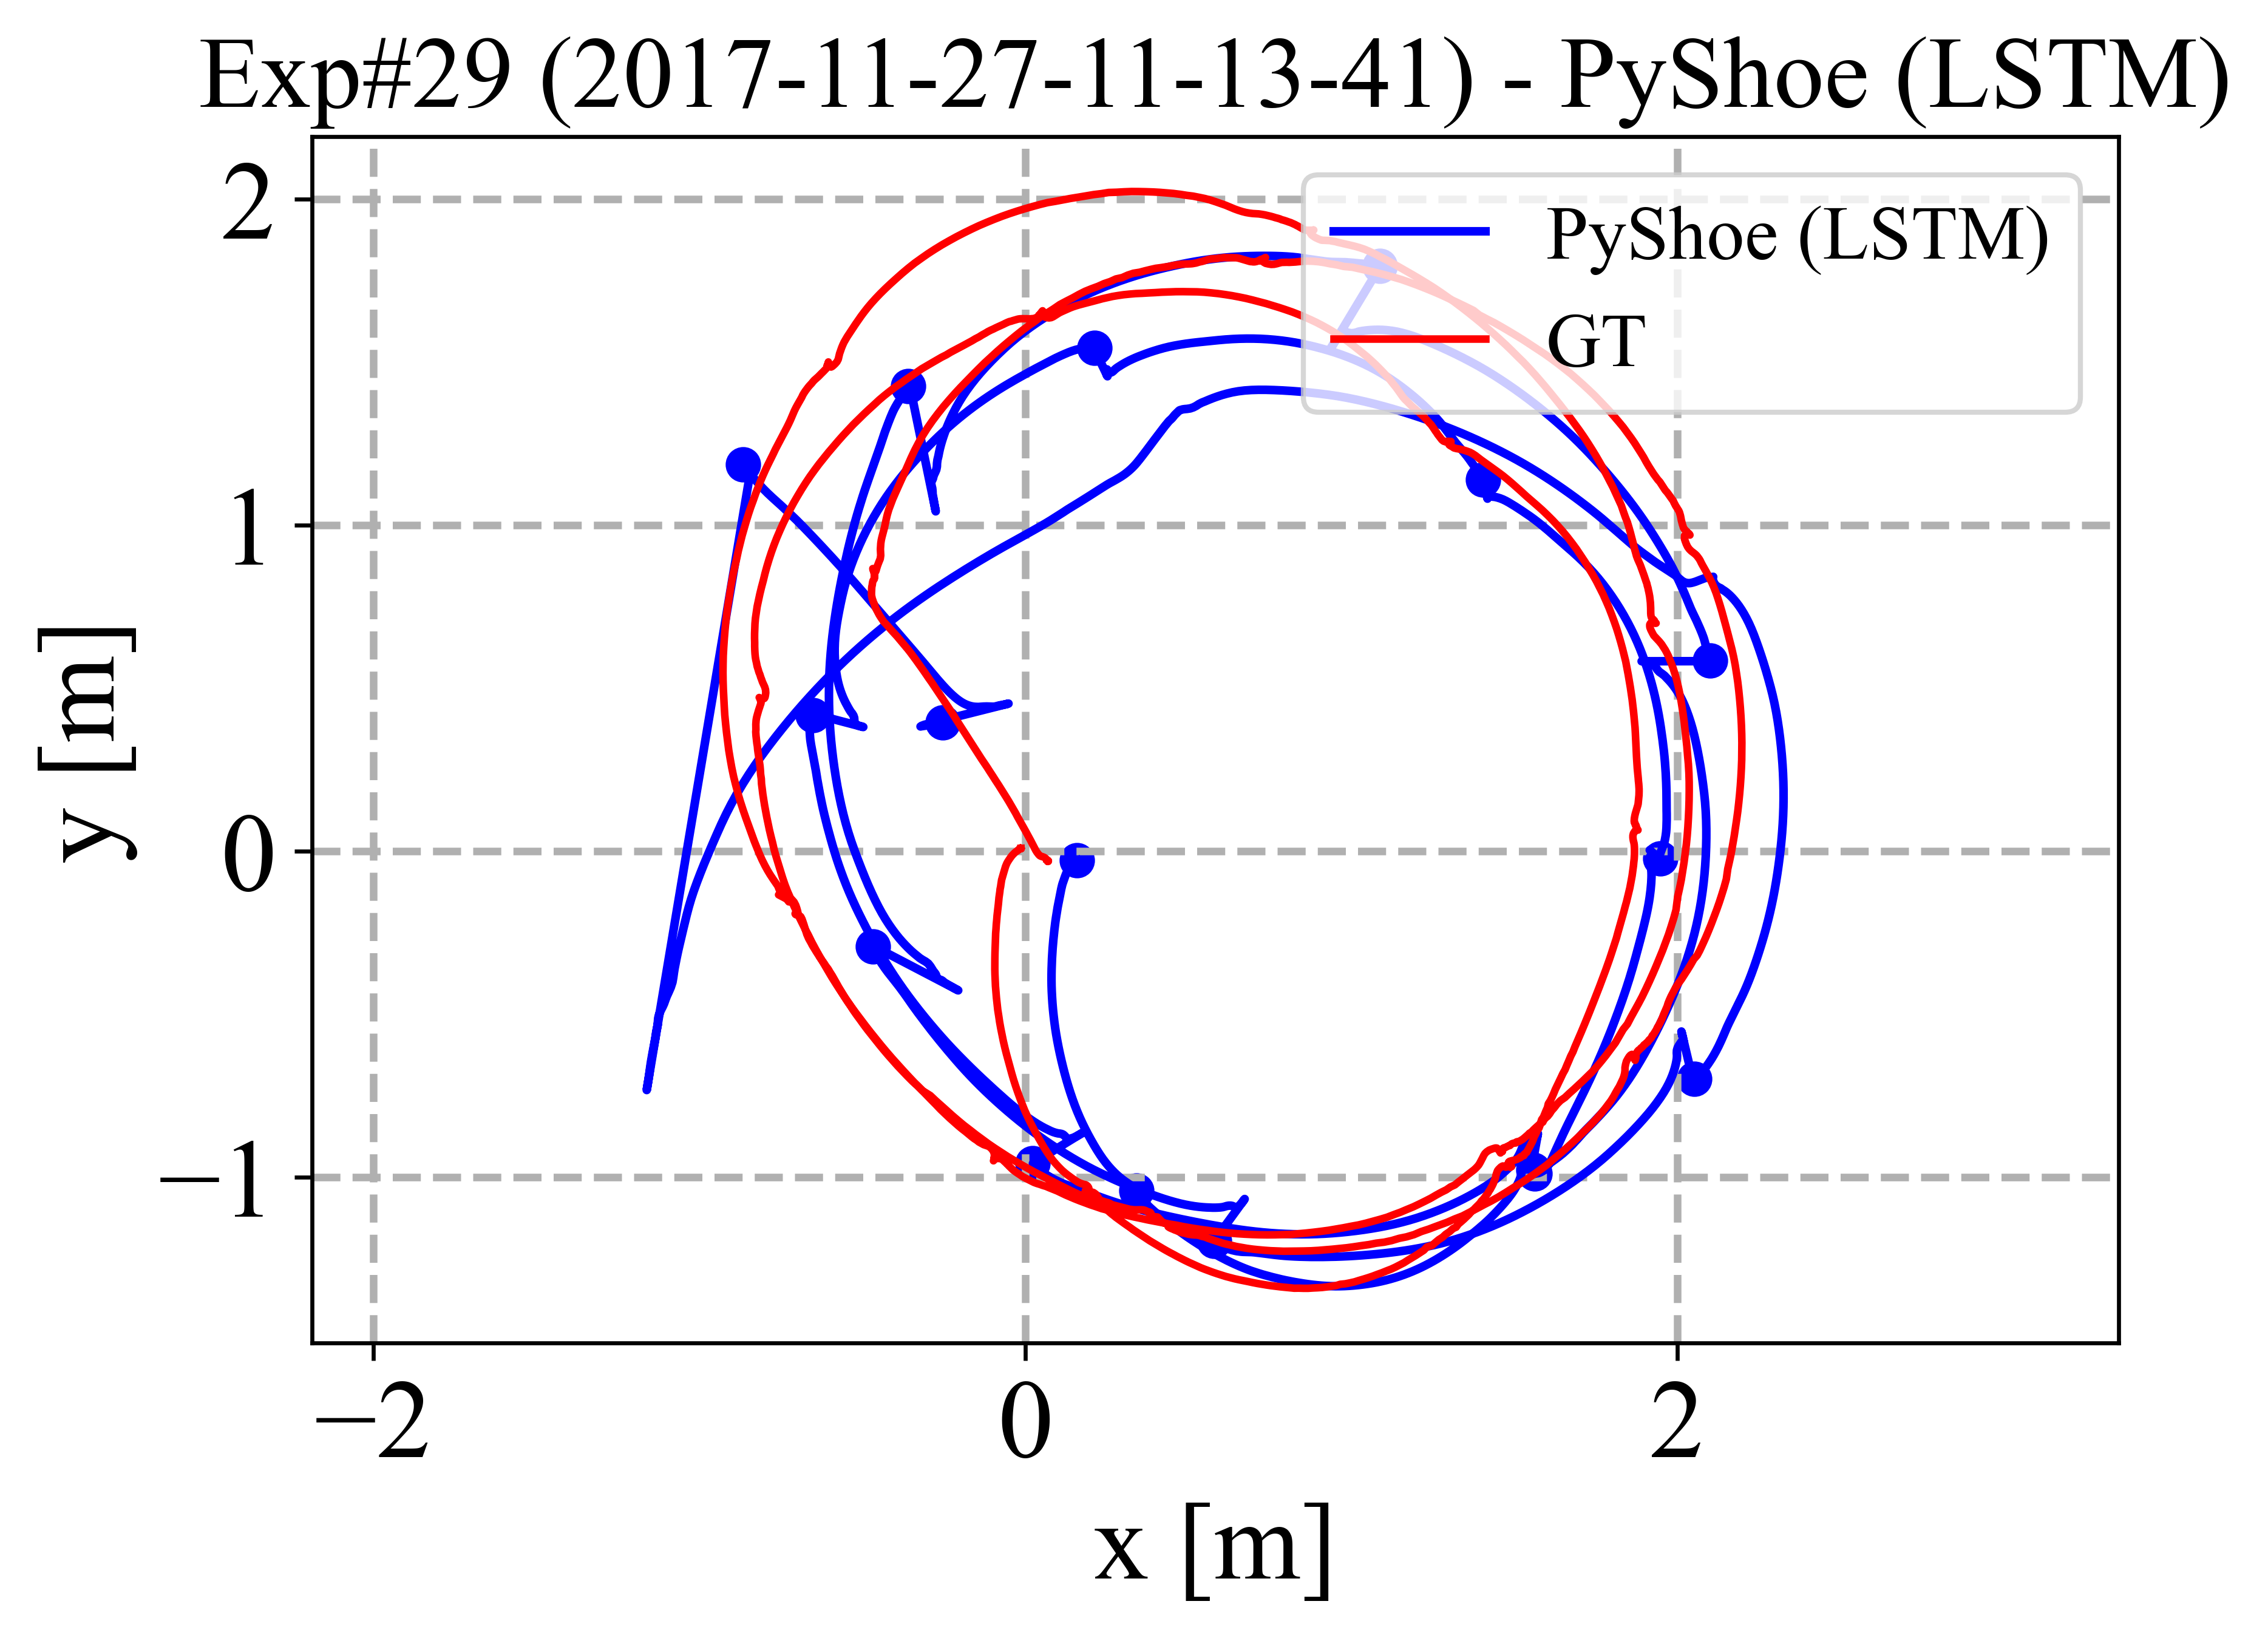 Exp#29 (2017-11-27-11-13-41) - PyShoe (LSTM)
PyShoe (LSTM)
GT
2
1
0
−1
y [m]
−2
0
2
x [m]